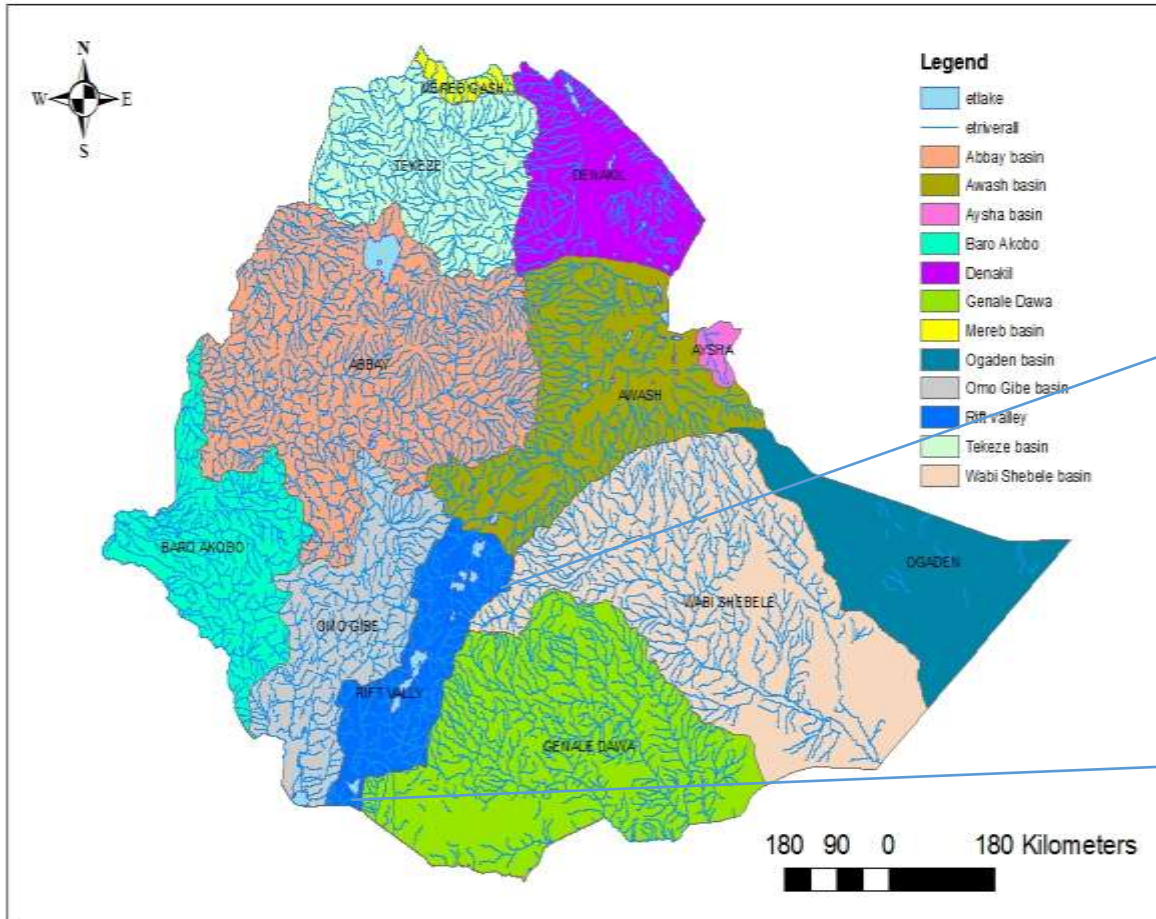 N
W E
S
Legend
etlake
etriverall
Abbay basin
Awash basin
Aysha basin
Baro Akobo
Denakil
Genale Dawa
Mereb basin
Ogaden basin
Omo Gibe basin
Rift valley
Tekeze basin
Wabi Shebele basin
MEREB GASH
TEKEZE
DENAKIL
ABBAY
AYSHA
AWASH
BARO AKOBO
OGADEN
WABI SHEBELE
OMO GIBE
RIFT VALLY
GENALE DAWA
180 90 0 180 Kilometers